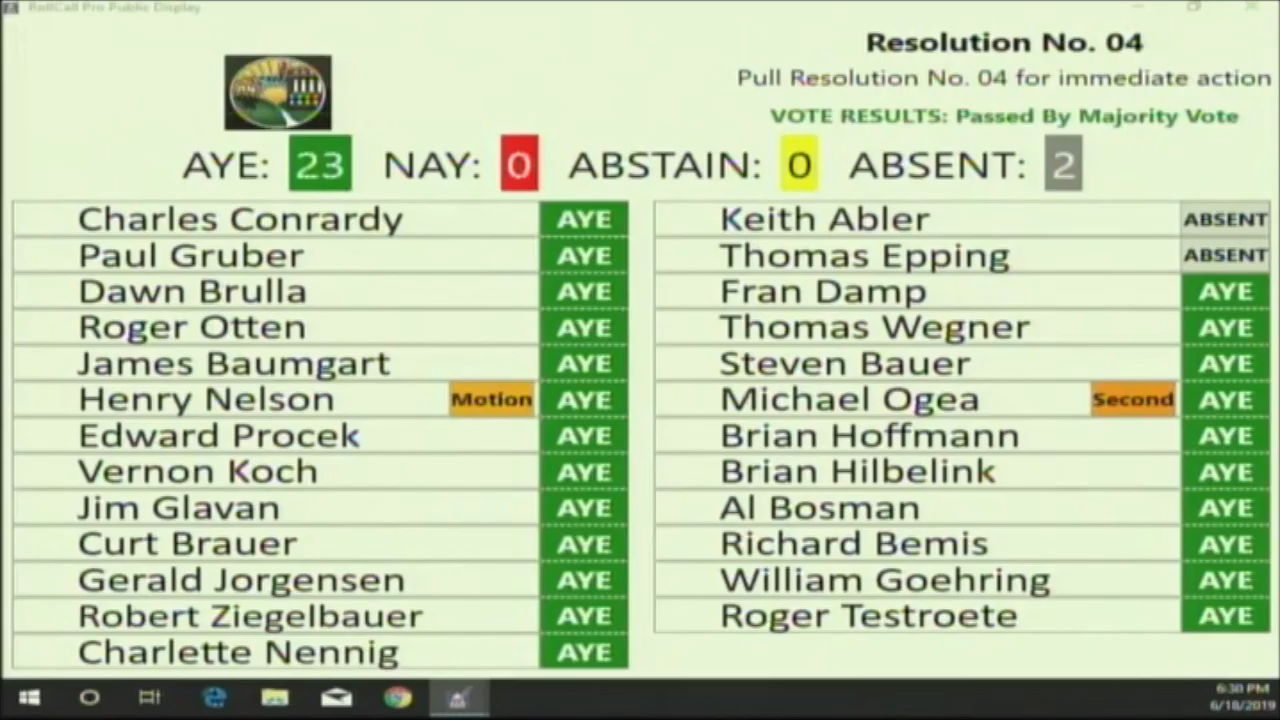 RollCall Pro Public Display
Resolution No. 04
Pull Resolution No. 04 for immediate action
VOTE RESULTS: Passed By Majority Vote
AYE: 23 NAY: 0 ABSTAIN: 0 ABSENT: 2
Charles Conrardy AYE
Paul Gruber AYE
Dawn Brulla AYE
Roger Otten AYE
James Baumgart AYE
Henry Nelson Motion AYE
Edward Procek AYE
Vernon Koch AYE
Jim Glavan AYE
Curt Brauer AYE
Gerald Jorgensen AYE
Robert Ziegelbauer AYE
Charlette Nennig AYE
Keith Abler ABSENT
Thomas Epping ABSENT
Fran Damp AYE
Thomas Wegner AYE
Steven Bauer AYE
Michael Ogea Second AYE
Brian Hoffmann AYE
Brian Hilbelink AYE
Al Bosman AYE
Richard Bemis AYE
William Goehring AYE
Roger Testroete AYE
6:30 PM
6/18/2019